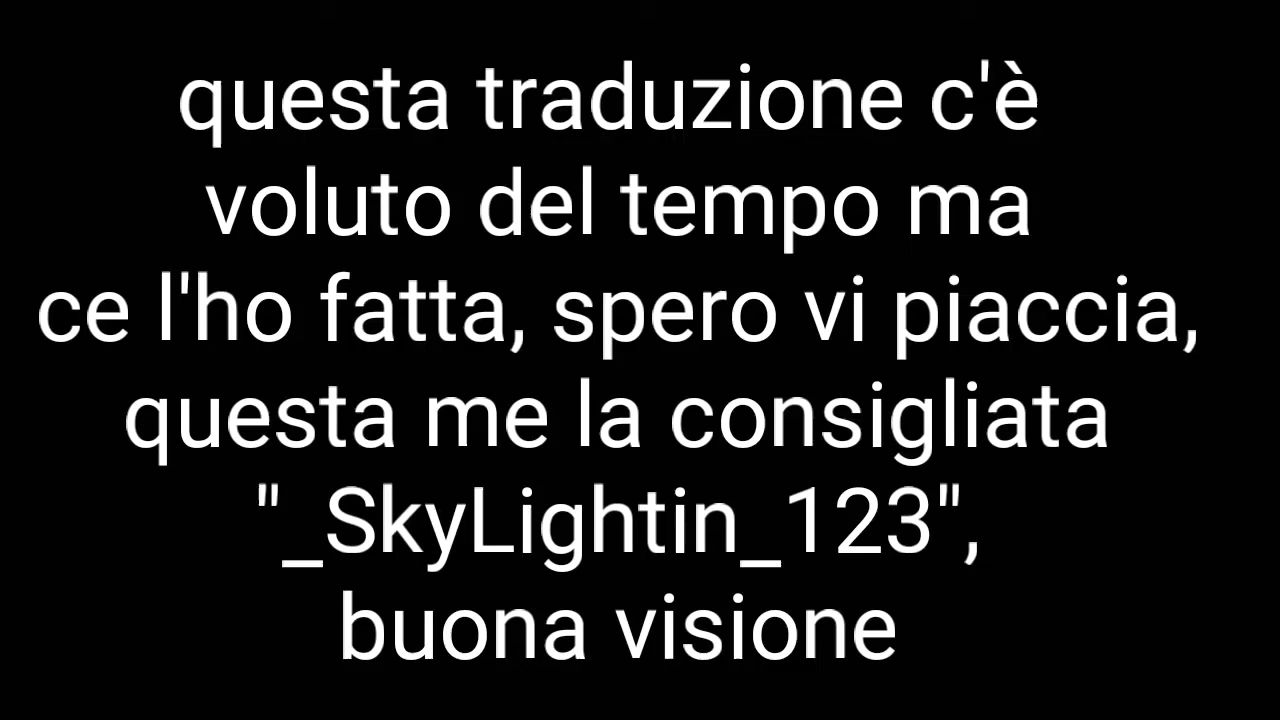 questa traduzione c'è
voluto del tempo ma
ce l'ho fatta, spero vi piaccia,
questa me la consigliata
"_SkyLightin_123",
buona visione